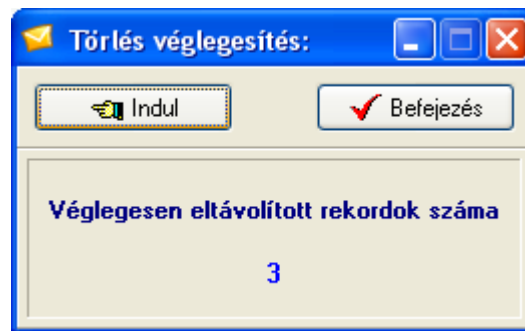 Törlés véglegesítés:
Indul Befejezés
Véglegesen eltávolított rekordok száma
3